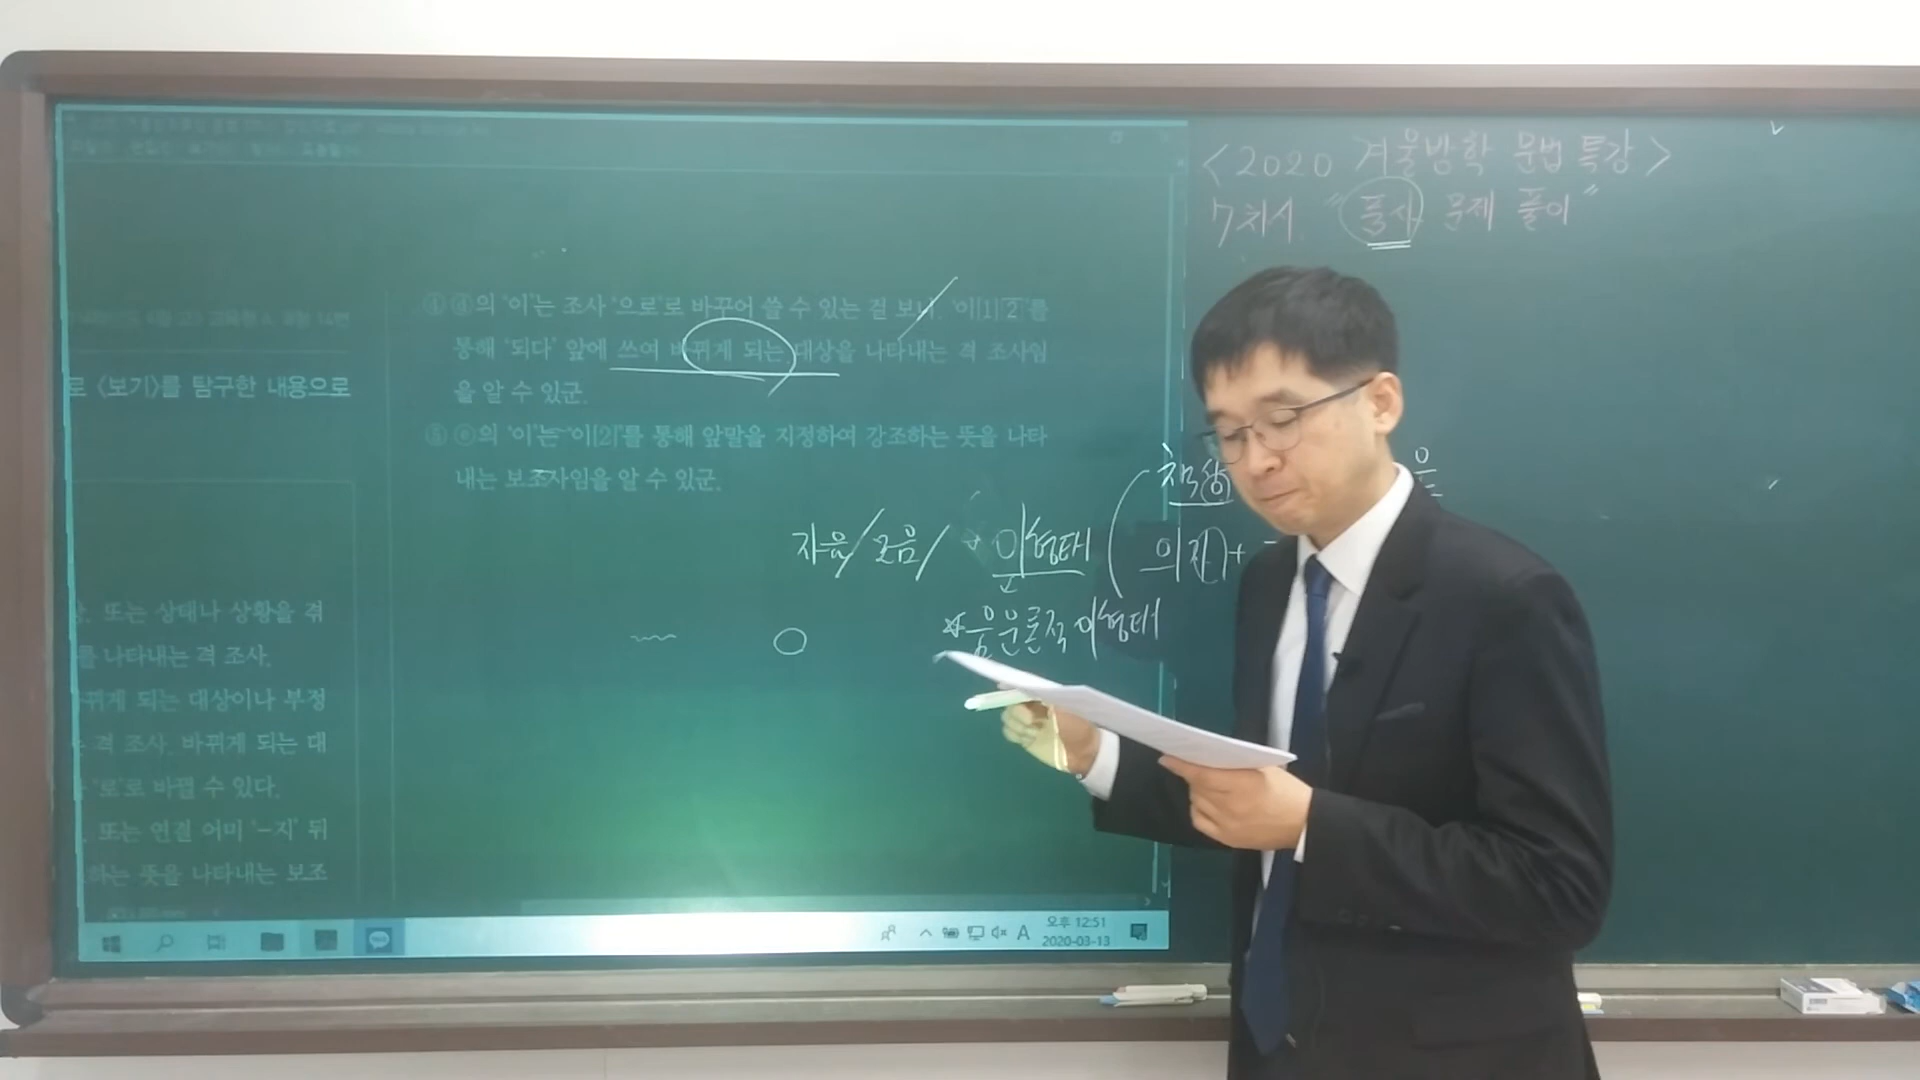 <2020 겨울방학 문법 특강>
7차시. "품사 문제 풀이"
로 <보기>를 탐구한 내용으로
또는 상태나 상황을 겪
를 나타내는 격 조사.
바뀌게 되는 대상이나 부정
격 조사. 바뀌게 되는 대
'로'로 바뀔 수 있다.
또는 연결 어미 '-지' 뒤
하는 뜻을 나타내는 보조
④ ⓓ의 '이'는 조사 '으로'로 바꾸어 쓸 수 있는 걸 보니, '이[1][2]'를
통해 '되다' 앞에 쓰여 바뀌게 되는 대상을 나타내는 격 조사임
을 알 수 있군.
⑤ ⓔ의 '이'는 '이[2]'를 통해 앞말을 지정하여 강조하는 뜻을 나타
내는 보조사임을 알 수 있군.
책상 을
자음/모음/ 이형태 ( 의자+
*음운론적 이형태
A 오후 12:51
2020-03-13